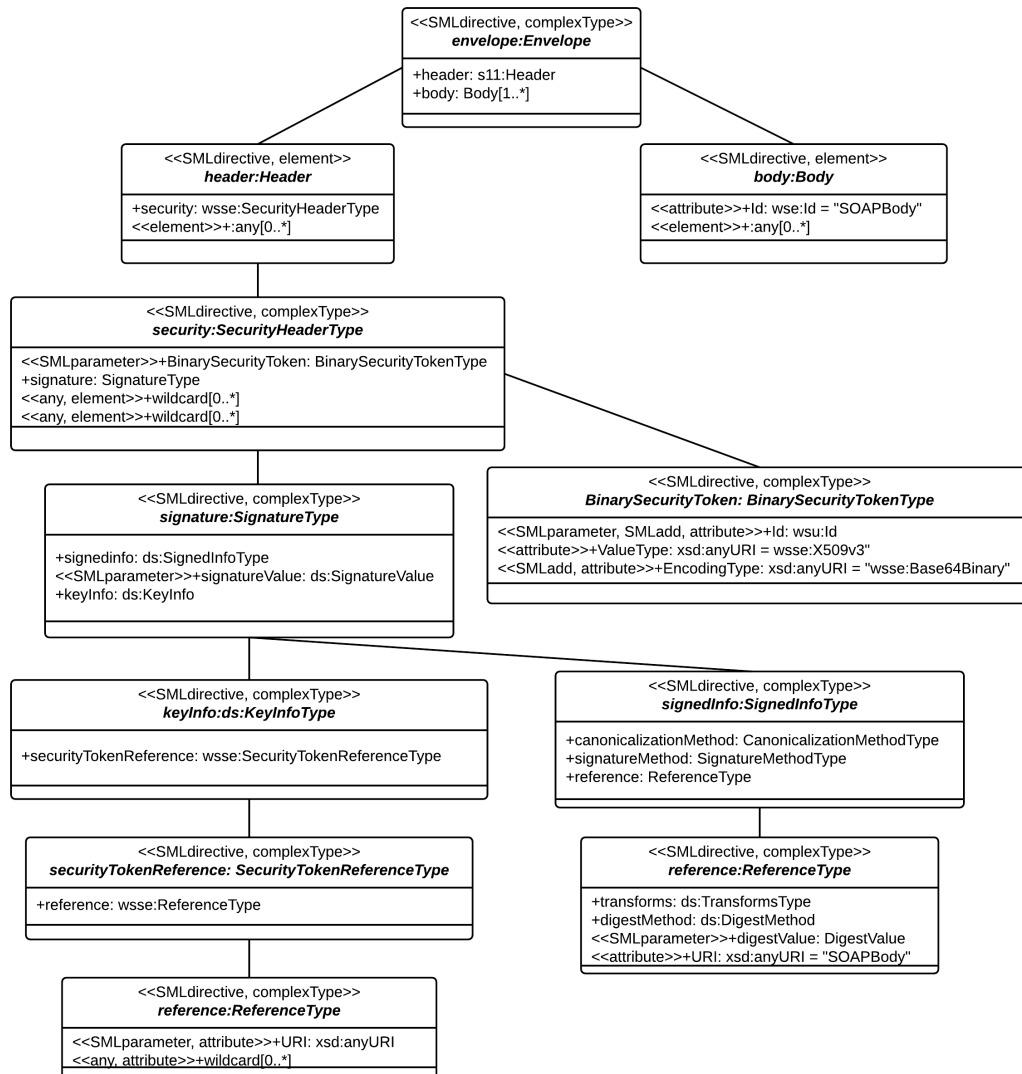 <<SMLdirective, complexType>>
envelope:Envelope
+header: s11:Header
+body: Body[1..*]
<<SMLdirective, element>>
header:Header
+security: wsse:SecurityHeaderType
<<element>>+:any[0..*]
<<SMLdirective, element>>
body:Body
<<attribute>>+Id: wse:Id = "SOAPBody"
<<element>>+:any[0..*]
<<SMLdirective, complexType>>
security:SecurityHeaderType
<<SMLparameter>>+BinarySecurityToken: BinarySecurityTokenType
+signature: SignatureType
<<any, element>>+wildcard[0..*]
<<any, element>>+wildcard[0..*]
<<SMLdirective, complexType>>
BinarySecurityToken: BinarySecurityTokenType
<<SMLparameter, SMLadd, attribute>>+Id: wsu:Id
<<attribute>>+ValueType: xsd:anyURI = wsse:X509v3"
<<SMLadd, attribute>>+EncodingType: xsd:anyURI = "wsse:Base64Binary"
<<SMLdirective, complexType>>
signature:SignatureType
+signedinfo: ds:SignedInfoType
<<SMLparameter>>+signatureValue: ds:SignatureValue
+keyInfo: ds:KeyInfo
<<SMLdirective, complexType>>
keyInfo:ds:KeyInfoType
+securityTokenReference: wsse:SecurityTokenReferenceType
<<SMLdirective, complexType>>
signedInfo:SignedInfoType
+canonicalizationMethod: CanonicalizationMethodType
+signatureMethod: SignatureMethodType
+reference: ReferenceType
<<SMLdirective, complexType>>
securityTokenReference: SecurityTokenReferenceType
+reference: wsse:ReferenceType
<<SMLdirective, complexType>>
reference:ReferenceType
+transforms: ds:TransformsType
+digestMethod: ds:DigestMethod
<<SMLparameter>>+digestValue: DigestValue
<<attribute>>+URI: xsd:anyURI = "SOAPBody"
<<SMLdirective, complexType>>
reference:ReferenceType
<<SMLparameter, attribute>>+URI: xsd:anyURI
<<any, attribute>>+wildcard[0..*]